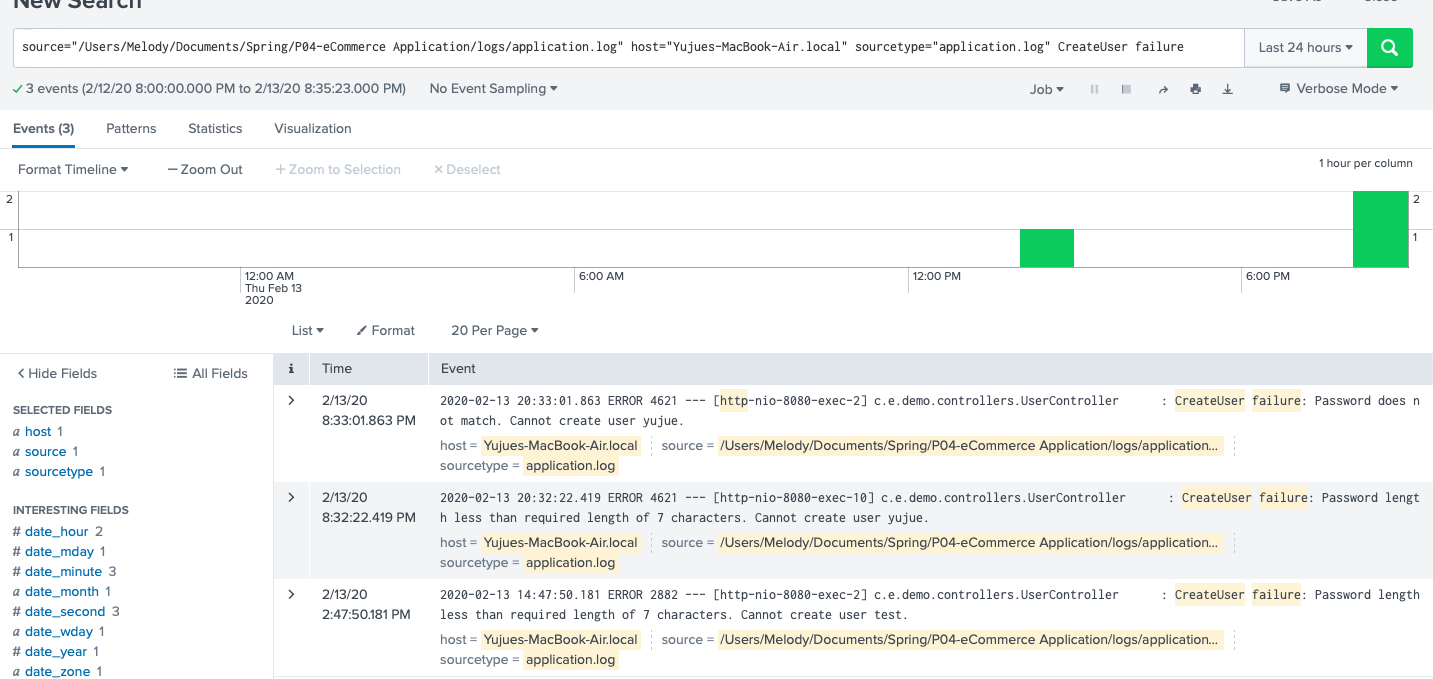 New Search
Save As Close
source="/Users/Melody/Documents/Spring/P04-eCommerce Application/logs/application.log" host="Yujues-MacBook-Air.local" sourcetype="application.log" CreateUser failure
Last 24 hours
3 events (2/12/20 8:00:00.000 PM to 2/13/20 8:35:23.000 PM)
No Event Sampling
Job
Verbose Mode
Events (3) Patterns Statistics Visualization
Format Timeline — Zoom Out + Zoom to Selection × Deselect
1 hour per column
2 2
1 1
12:00 AM 6:00 AM 12:00 PM 6:00 PM
Thu Feb 13
2020
List Format 20 Per Page
< Hide Fields All Fields
SELECTED FIELDS
a host 1
a source 1
a sourcetype 1
INTERESTING FIELDS
# date_hour 2
# date_mday 1
# date_minute 3
a date_month 1
# date_second 3
a date_wday 1
# date_year 1
a date_zone 1
i Time Event
> 2/13/20
8:33:01.863 PM
2020-02-13 20:33:01.863 ERROR 4621 --- [http-nio-8080-exec-2] c.e.demo.controllers.UserController : CreateUser failure: Password does n
ot match. Cannot create user yujue.
host = Yujues-MacBook-Air.local source = /Users/Melody/Documents/Spring/P04-eCommerce Application/logs/application...
sourcetype = application.log
> 2/13/20
8:32:22.419 PM
2020-02-13 20:32:22.419 ERROR 4621 --- [http-nio-8080-exec-10] c.e.demo.controllers.UserController : CreateUser failure: Password lengt
h less than required length of 7 characters. Cannot create user yujue.
host = Yujues-MacBook-Air.local source = /Users/Melody/Documents/Spring/P04-eCommerce Application/logs/application...
sourcetype = application.log
> 2/13/20
2:47:50.181 PM
2020-02-13 14:47:50.181 ERROR 2882 --- [http-nio-8080-exec-2] c.e.demo.controllers.UserController : CreateUser failure: Password length
less than required length of 7 characters. Cannot create user test.
host = Yujues-MacBook-Air.local source = /Users/Melody/Documents/Spring/P04-eCommerce Application/logs/application...
sourcetype = application.log